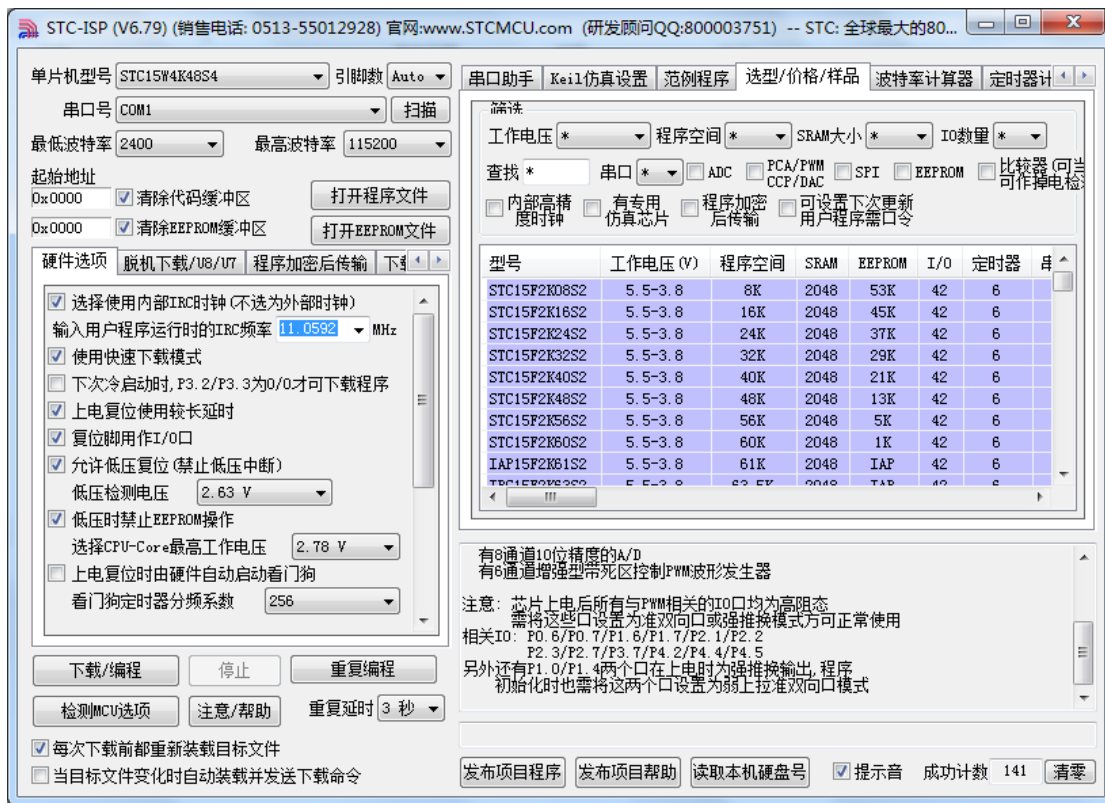 STC-ISP (V6.79) (销售电话: 0513-55012928) 官网:www.STCMCU.com (研发顾问QQ:800003751) -- STC: 全球最大的80...
单片机型号 STC15W4K48S4 引脚数 Auto
串口号 COM1 扫描
最低波特率 2400 最高波特率 115200
起始地址
0x0000 清除代码缓冲区 打开程序文件
0x0000 清除EEPROM缓冲区 打开EEPROM文件
硬件选项 脱机下载/U8/U7 程序加密后传输
选择使用内部IRC时钟(不选为外部时钟)
输入用户程序运行时的IRC频率 11.0592 MHz
使用快速下载模式
下次冷启动时,P3.2/P3.3为0/0才可下载程序
上电复位使用较长延时
复位脚用作I/O口
允许低压复位(禁止低压中断)
低压检测电压 2.63 V
低压时禁止EEPROM操作
选择CPU-Core最高工作电压 2.78 V
上电复位时由硬件自动启动看门狗
看门狗定时器分频系数 256
下载/编程 停止 重复编程
检测MCU选项 注意/帮助 重复延时 3 秒
每次下载前都重新装载目标文件
当目标文件变化时自动装载并发送下载命令
串口助手 Keil仿真设置 范例程序 选型/价格/样品 波特率计算器 定时器计
筛选
工作电压 * 程序空间 * SRAM大小 * IO数量 *
查找 * 串口 * ADC PCA/PWM CCP/DAC SPI EEPROM 比较器(可当 可作掉电检
内部高精度时钟 有专用仿真芯片 程序加密后传输 可设置下次更新用户程序需口令
型号 工作电压(V) 程序空间 SRAM EEPROM I/O 定时器 串
STC15F2K08S2 5.5-3.8 8K 2048 53K 42 6
STC15F2K16S2 5.5-3.8 16K 2048 45K 42 6
STC15F2K24S2 5.5-3.8 24K 2048 37K 42 6
STC15F2K32S2 5.5-3.8 32K 2048 29K 42 6
STC15F2K40S2 5.5-3.8 40K 2048 21K 42 6
STC15F2K48S2 5.5-3.8 48K 2048 13K 42 6
STC15F2K56S2 5.5-3.8 56K 2048 5K 42 6
STC15F2K60S2 5.5-3.8 60K 2048 1K 42 6
IAP15F2K61S2 5.5-3.8 61K 2048 IAP 42 6
有8通道10位精度的A/D
有6通道增强型带死区控制PWM波形发生器
注意: 芯片上电后所有与PWM相关的IO口均为高阻态
需将这些口设置为准双向口或强推挽模式方可正常使用
相关IO: P0.6/P0.7/P1.6/P1.7/P2.1/P2.2
P2.3/P2.7/P3.7/P4.2/P4.4/P4.5
另外还有P1.0/P1.4两个口在上电时为强推挽输出,程序
初始化时也需将这两个口设置为弱上拉准双向口模式
发布项目程序 发布项目帮助 读取本机硬盘号 提示音 成功计数 141 清零